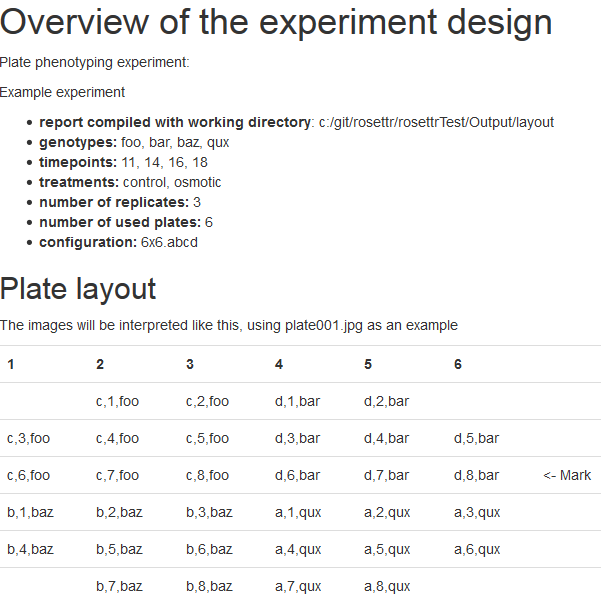 Overview of the experiment design
Plate phenotyping experiment:
Example experiment
• report compiled with working directory: c:/git/rosettr/rosettrTest/Output/layout
• genotypes: foo, bar, baz, qux
• timepoints: 11, 14, 16, 18
• treatments: control, osmotic
• number of replicates: 3
• number of used plates: 6
• configuration: 6x6.abcd
Plate layout
The images will be interpreted like this, using plate001.jpg as an example
1 2 3 4 5 6
c,1,foo c,2,foo d,1,bar d,2,bar
c,3,foo c,4,foo c,5,foo d,3,bar d,4,bar d,5,bar
c,6,foo c,7,foo c,8,foo d,6,bar d,7,bar d,8,bar <- Mark
b,1,baz b,2,baz b,3,baz a,1,qux a,2,qux a,3,qux
b,4,baz b,5,baz b,6,baz a,4,qux a,5,qux a,6,qux
b,7,baz b,8,baz a,7,qux a,8,qux